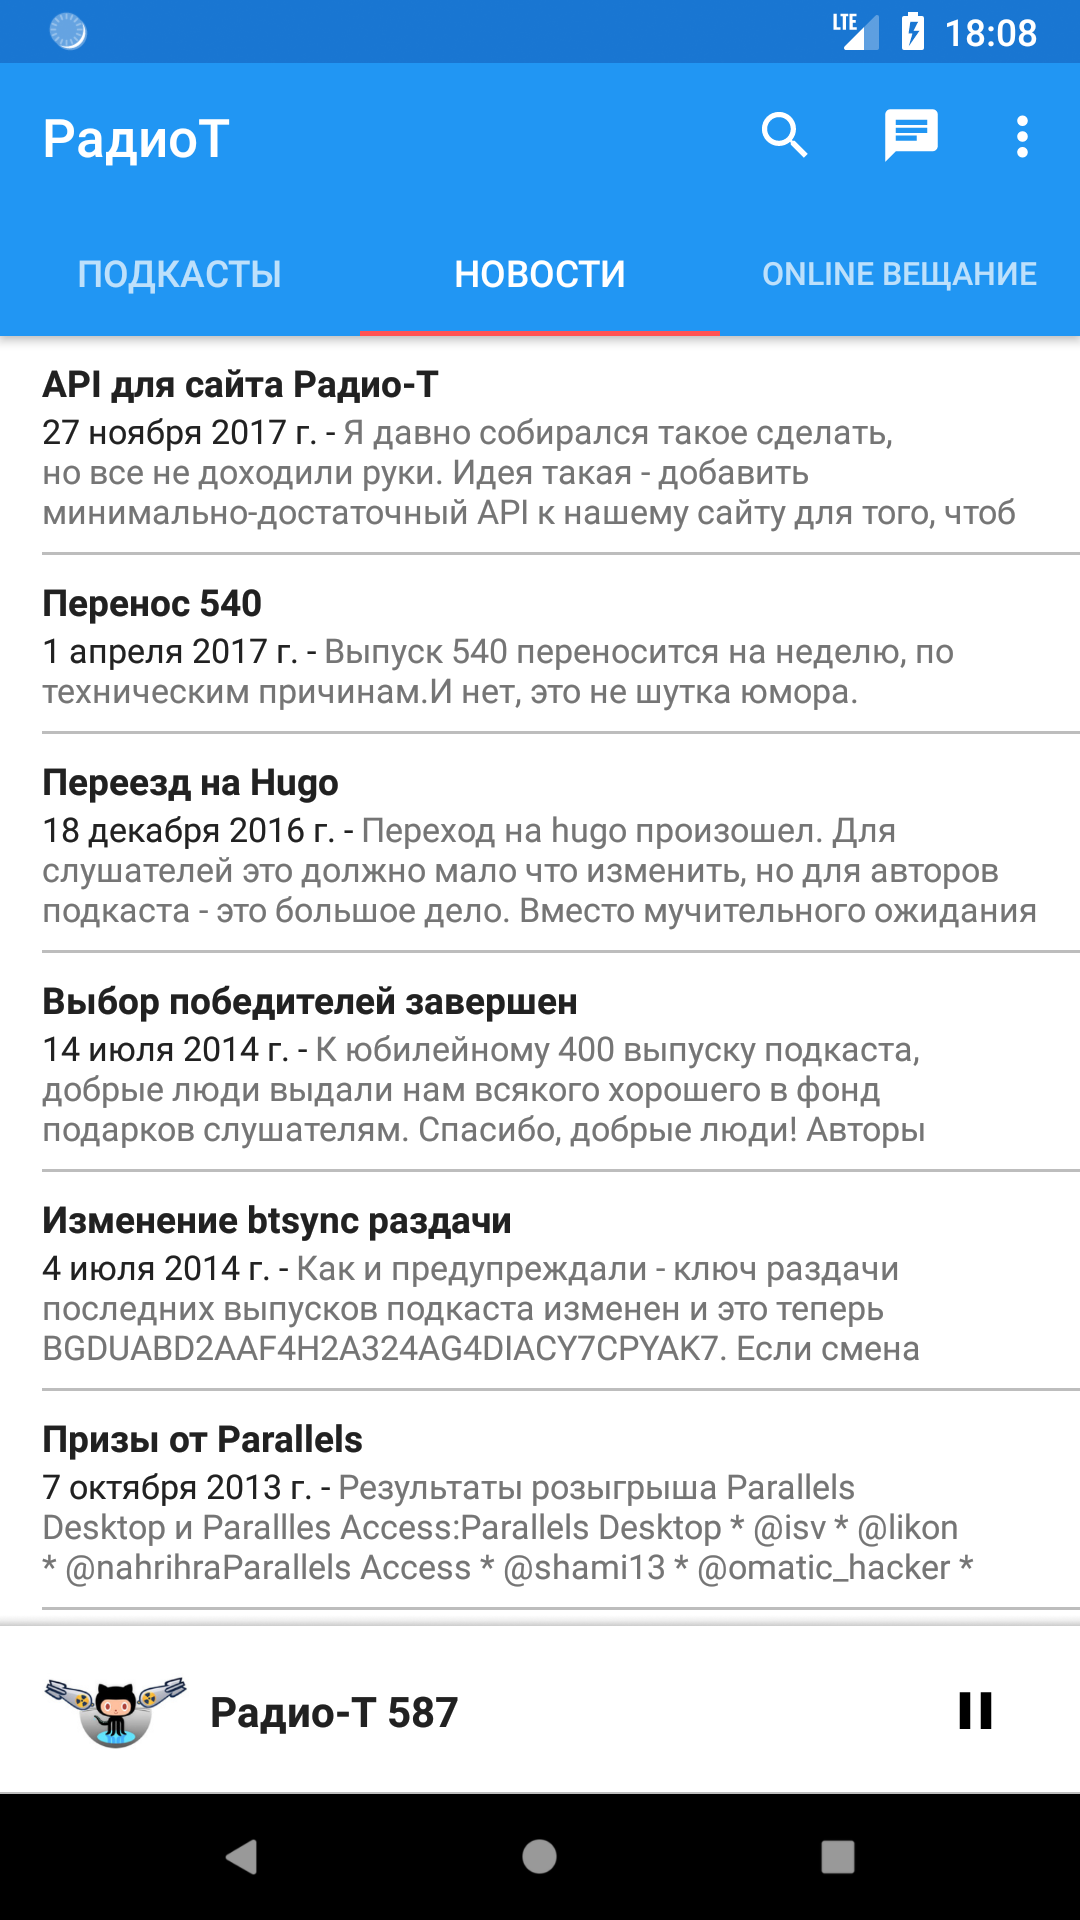 LTE 18:08
РадиоТ
ПОДКАСТЫ НОВОСТИ ONLINE ВЕЩАНИЕ
API для сайта Радио-Т
27 ноября 2017 г. - Я давно собирался такое сделать,
но все не доходили руки. Идея такая - добавить
минимально-достаточный API к нашему сайту для того, чтоб
Перенос 540
1 апреля 2017 г. - Выпуск 540 переносится на неделю, по
техническим причинам.И нет, это не шутка юмора.
Переезд на Hugo
18 декабря 2016 г. - Переход на hugo произошел. Для
слушателей это должно мало что изменить, но для авторов
подкаста - это большое дело. Вместо мучительного ожидания
Выбор победителей завершен
14 июля 2014 г. - К юбилейному 400 выпуску подкаста,
добрые люди выдали нам всякого хорошего в фонд
подарков слушателям. Спасибо, добрые люди! Авторы
Изменение btsync раздачи
4 июля 2014 г. - Как и предупреждали - ключ раздачи
последних выпусков подкаста изменен и это теперь
BGDUABD2AAF4H2A324AG4DIACY7CPYAK7. Если смена
Призы от Parallels
7 октября 2013 г. - Результаты розыгрыша Parallels
Desktop и Parallles Access:Parallels Desktop * @isv * @likon
* @nahrihraParallels Access * @shami13 * @omatic_hacker *
Радио-Т 587